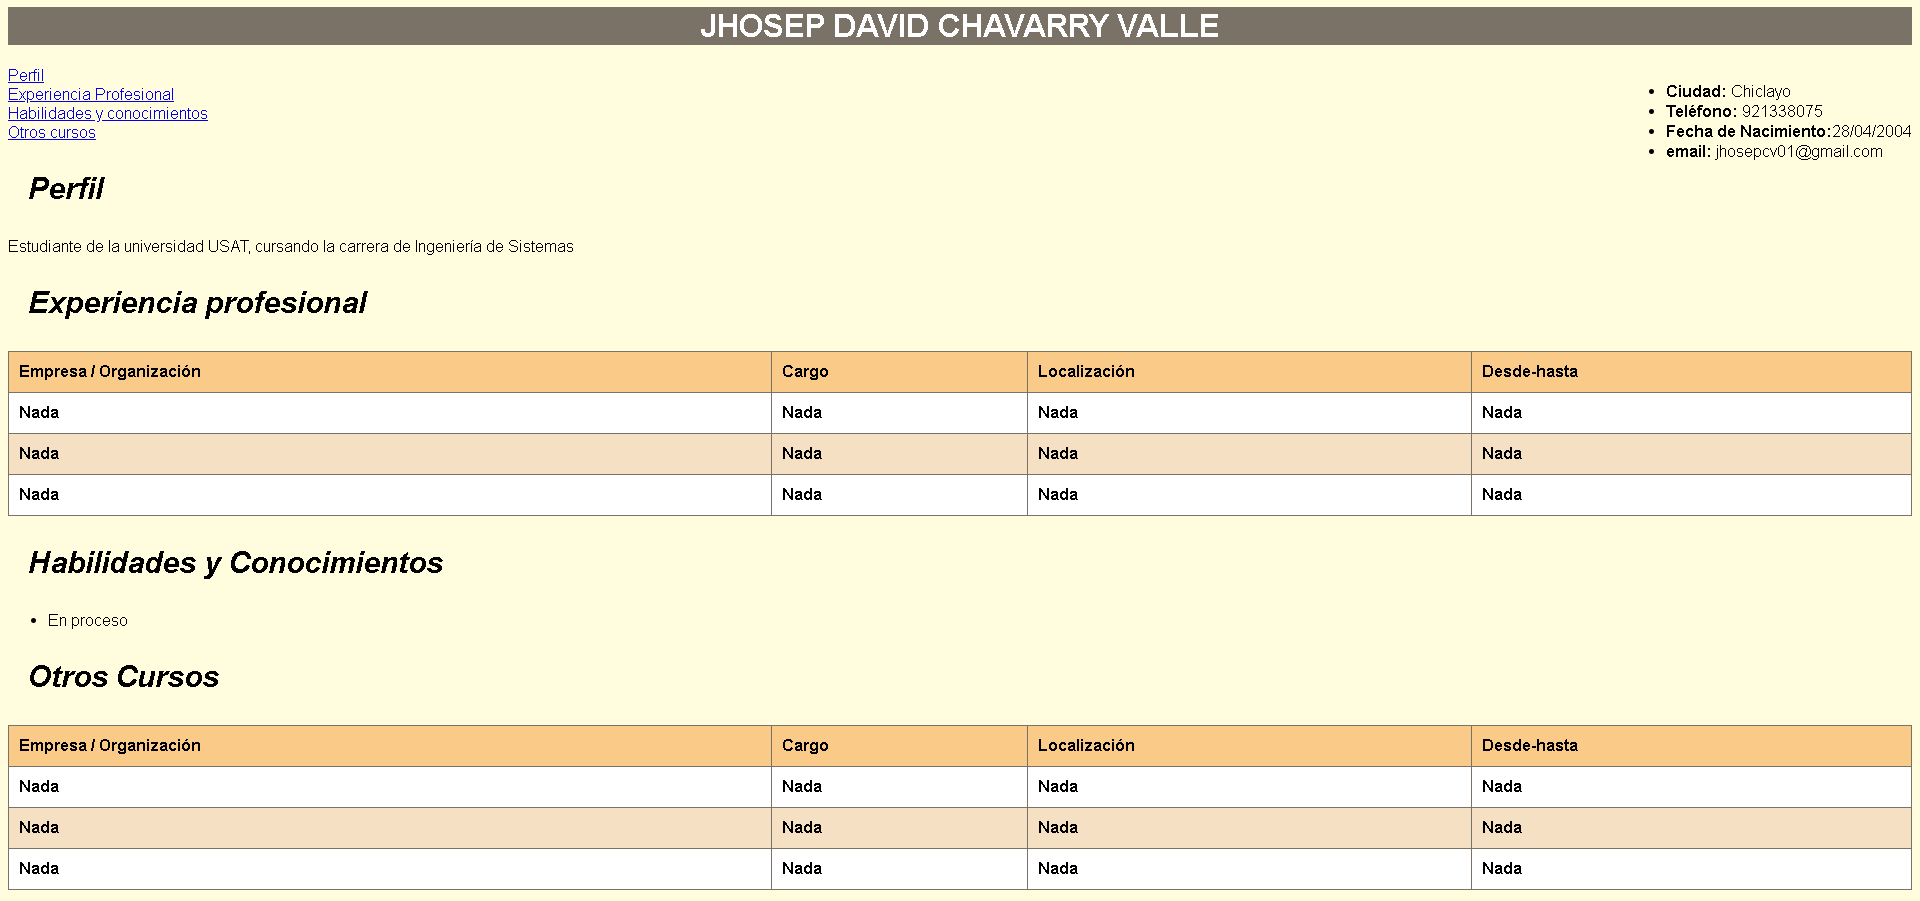 JHOSEP DAVID CHAVARRY VALLE
Perfil
Experiencia Profesional
Habilidades y conocimientos
Otros cursos
Ciudad: Chiclayo
Teléfono: 921338075
Fecha de Nacimiento:28/04/2004
email: jhosepcv01@gmail.com
Perfil
Estudiante de la universidad USAT, cursando la carrera de Ingeniería de Sistemas
Experiencia profesional
Empresa / Organización Cargo Localización Desde-hasta
Nada Nada Nada Nada
Nada Nada Nada Nada
Nada Nada Nada Nada
Habilidades y Conocimientos
En proceso
Otros Cursos
Empresa / Organización Cargo Localización Desde-hasta
Nada Nada Nada Nada
Nada Nada Nada Nada
Nada Nada Nada Nada